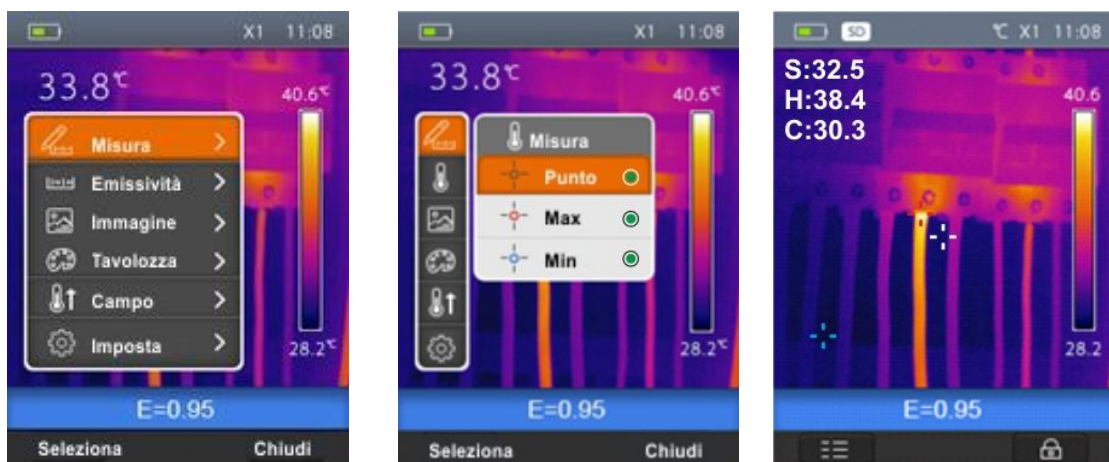 X1 11:08
33.8℃
40.6℃
Misura
Emissività
Immagine
Tavolozza
Campo
Imposta
28.2℃
E=0.95
Seleziona Chiudi
X1 11:08
33.8℃
40.6℃
Misura
Punto
Max
Min
28.2℃
E=0.95
Seleziona Chiudi
SD ℃ X1 11:08
S:32.5
H:38.4
C:30.3
40.6
28.2
E=0.95